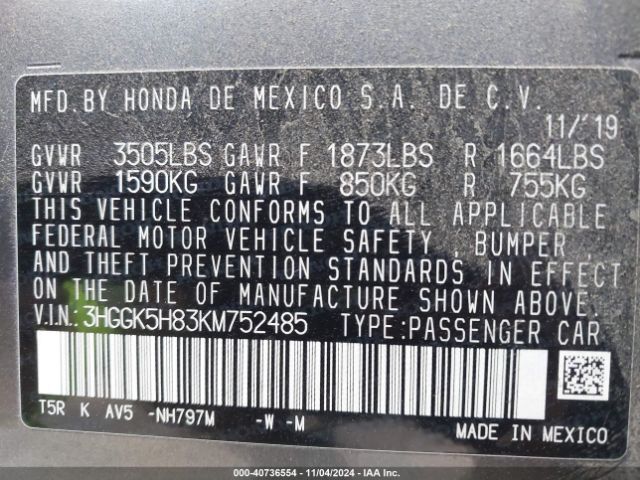 MFD. BY HONDA DE MEXICO S.A. DE C.V.
11/'19
GVWR 3505LBS GAWR F 1873LBS R 1664LBS
GVWR 1590KG GAWR F 850KG R 755KG
THIS VEHICLE CONFORMS TO ALL APPLICABLE
FEDERAL MOTOR VEHICLE SAFETY, BUMPER,
AND THEFT PREVENTION STANDARDS IN EFFECT
ON THE DATE OF MANUFACTURE SHOWN ABOVE.
V.I.N.: 3HGGK5H83KM752485 TYPE:PASSENGER CAR
T5R K AV5 -NH797M -W -M
MADE IN MEXICO
000-40736554 - 11/04/2024 - IAA Inc.